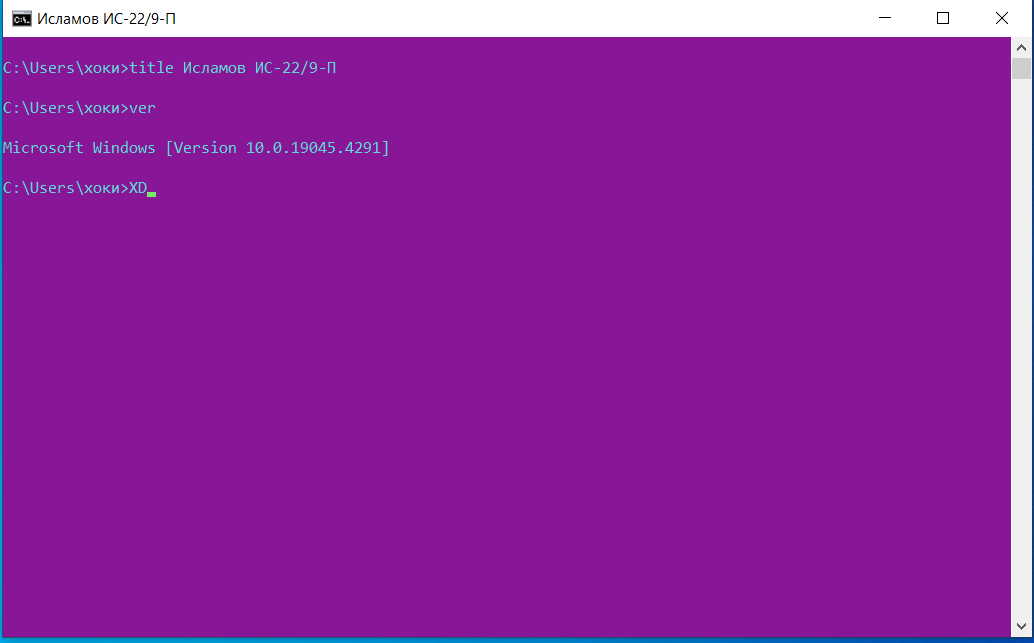 Исламов ИС-22/9-П
C:\Users\хоки>title Исламов ИС-22/9-П
C:\Users\хоки>ver
Microsoft Windows [Version 10.0.19045.4291]
C:\Users\хоки>XD